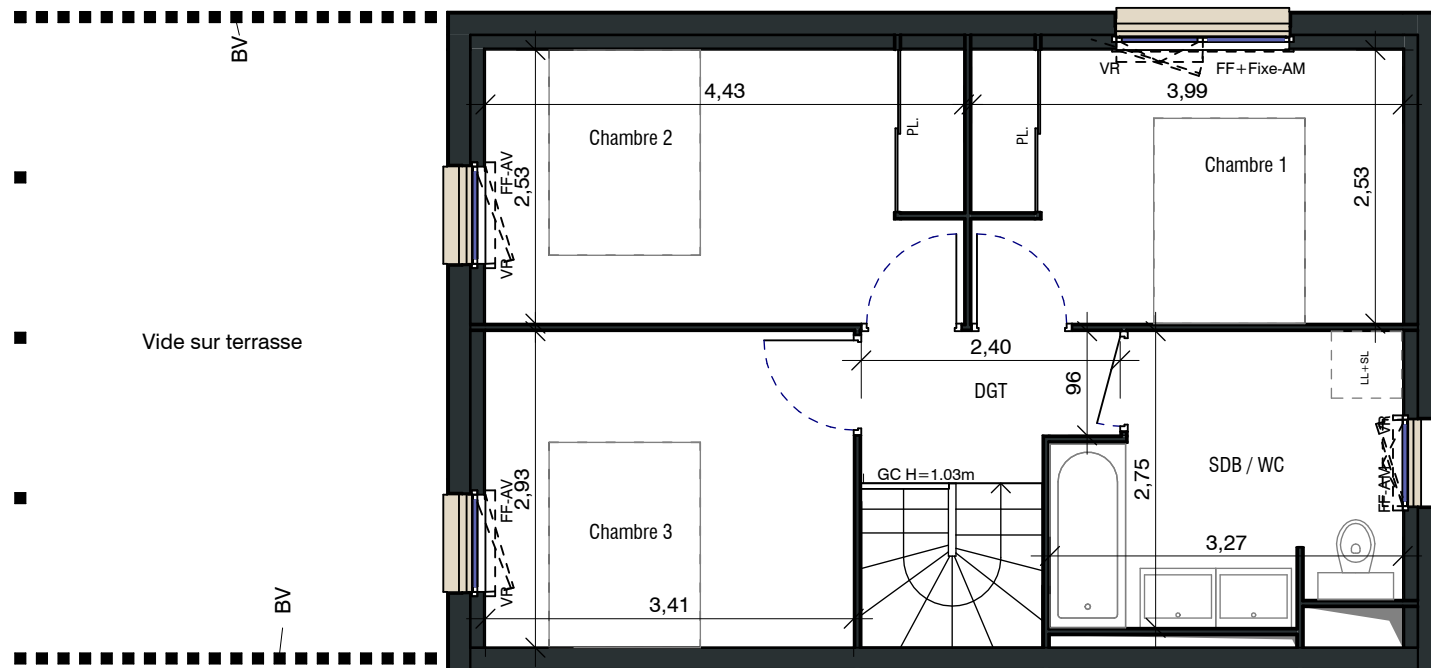 BV
VR
FF+Fixe-AM
4,43
3,99
Chambre 2
PL.
PL.
Chambre 1
FF-AV
2,53
2,53
VR
Vide sur terrasse
2,40
96
DGT
LL+SL
VR
FF-AM
SDB / WC
GC H=1.03m
2,75
FF-AV
2,93
Chambre 3
3,27
VR
3,41
BV